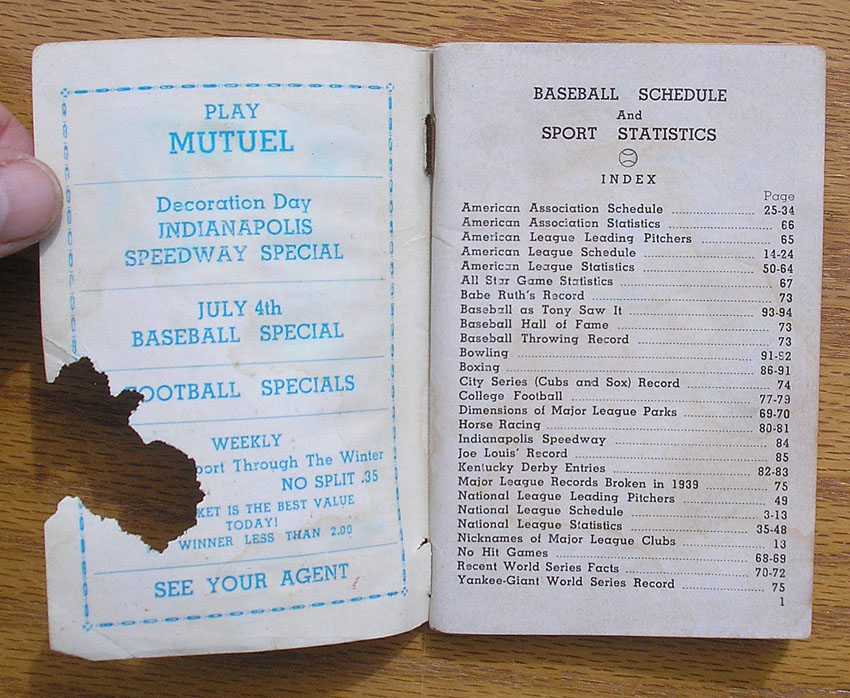 PLAY
MUTUEL
Decoration Day
INDIANAPOLIS
SPEEDWAY SPECIAL
JULY 4th
BASEBALL SPECIAL
FOOTBALL SPECIALS
WEEKLY
port Through The Winter
NO SPLIT .35
KET IS THE BEST VALUE
TODAY!
WINNER LESS THAN 2.00
SEE YOUR AGENT
BASEBALL SCHEDULE
And
SPORT STATISTICS
INDEX
Page
American Association Schedule 25-34
American Association Statistics 66
American League Leading Pitchers 65
American League Schedule 14-24
American League Statistics 50-64
All Star Game Statistics 67
Babe Ruth's Record 73
Baseball as Tony Saw It 93-94
Baseball Hall of Fame 73
Baseball Throwing Record 73
Bowling 91-92
Boxing 86-91
City Series (Cubs and Sox) Record 74
College Football 77-79
Dimensions of Major League Parks 69-70
Horse Racing 80-81
Indianapolis Speedway 84
Joe Louis' Record 85
Kentucky Derby Entries 82-83
Major League Records Broken in 1939 75
National League Leading Pitchers 49
National League Schedule 3-13
National League Statistics 35-48
Nicknames of Major League Clubs 13
No Hit Games 68-69
Recent World Series Facts 70-72
Yankee-Giant World Series Record 75
1